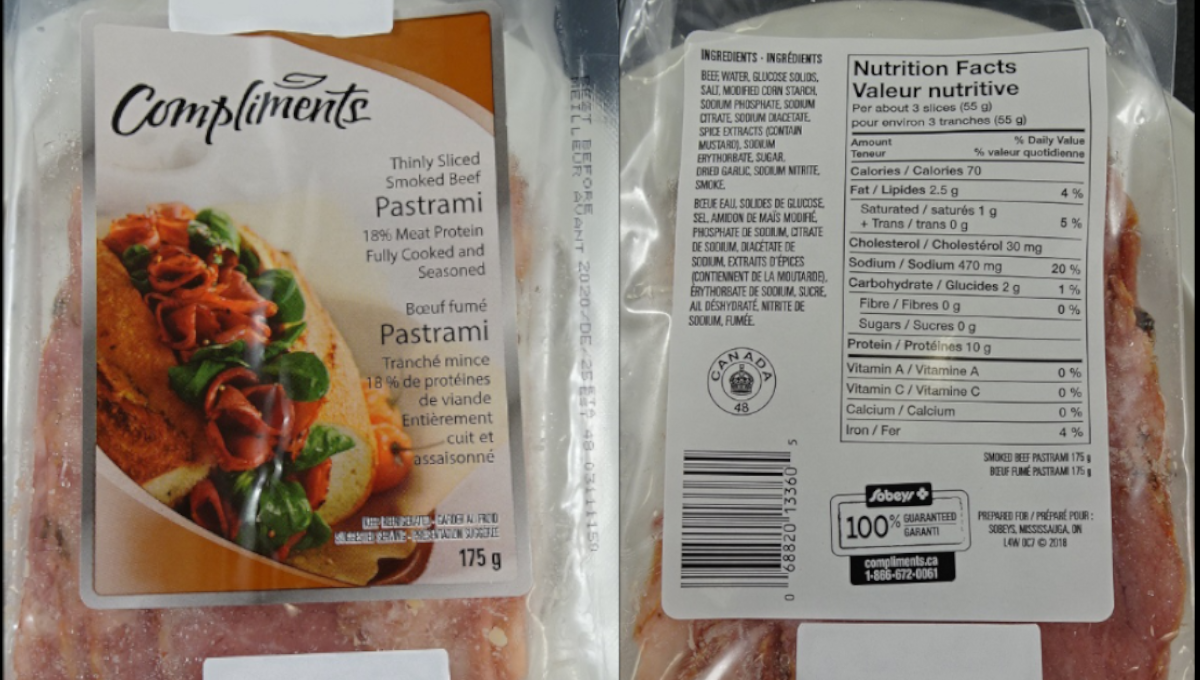 Compliments
Thinly Sliced
Smoked Beef
Pastrami
18% Meat Protein
Fully Cooked and
Seasoned
Bœuf fumé
Pastrami
Tranché mince
18 % de protéines
de viande
Entièrement
cuit et
assaisonné
KEEP REFRIGERATED - GARDER AU FROID
SUGGESTED SERVING - PRÉSENTATION SUGGÉRÉE
175 g
BEST BEFORE
MEILLEUR AVANT 2020/DE/25
INGREDIENTS - INGRÉDIENTS
BEEF, WATER, GLUCOSE SOLIDS,
SALT, MODIFIED CORN STARCH,
SODIUM PHOSPHATE, SODIUM
CITRATE, SODIUM DIACETATE,
SPICE EXTRACTS (CONTAIN
MUSTARD), SODIUM
ERYTHORBATE, SUGAR,
DRIED GARLIC, SODIUM NITRITE,
SMOKE.
BŒUF, EAU, SOLIDES DE GLUCOSE,
SEL, AMIDON DE MAÏS MODIFIÉ,
PHOSPHATE DE SODIUM, CITRATE
DE SODIUM, DIACÉTATE DE
SODIUM, EXTRAITS D'ÉPICES
(CONTIENNENT DE LA MOUTARDE),
ÉRYTHORBATE DE SODIUM, SUCRE,
AIL DÉSHYDRATÉ, NITRITE DE
SODIUM, FUMÉE.
CANADA
48
0 68820 13360 5
Nutrition Facts
Valeur nutritive
Per about 3 slices (55 g)
pour environ 3 tranches (55 g)
Amount % Daily Value
Teneur % valeur quotidienne
Calories / Calories 70
Fat / Lipides 2.5 g 4 %
Saturated / saturés 1 g
+ Trans / trans 0 g 5 %
Cholesterol / Cholestérol 30 mg
Sodium / Sodium 470 mg 20 %
Carbohydrate / Glucides 2 g 1 %
Fibre / Fibres 0 g 0 %
Sugars / Sucres 0 g
Protein / Protéines 10 g
Vitamin A / Vitamine A 0 %
Vitamin C / Vitamine C 0 %
Calcium / Calcium 0 %
Iron / Fer 4 %
SMOKED BEEF PASTRAMI 175 g
BŒUF FUMÉ PASTRAMI 175 g
Sobeys
100% GUARANTEED
GARANTI
compliments.ca
1-866-672-0061
PREPARED FOR / PRÉPARÉ POUR :
SOBEYS, MISSISSAUGA, ON
L4W 0C7 © 2018